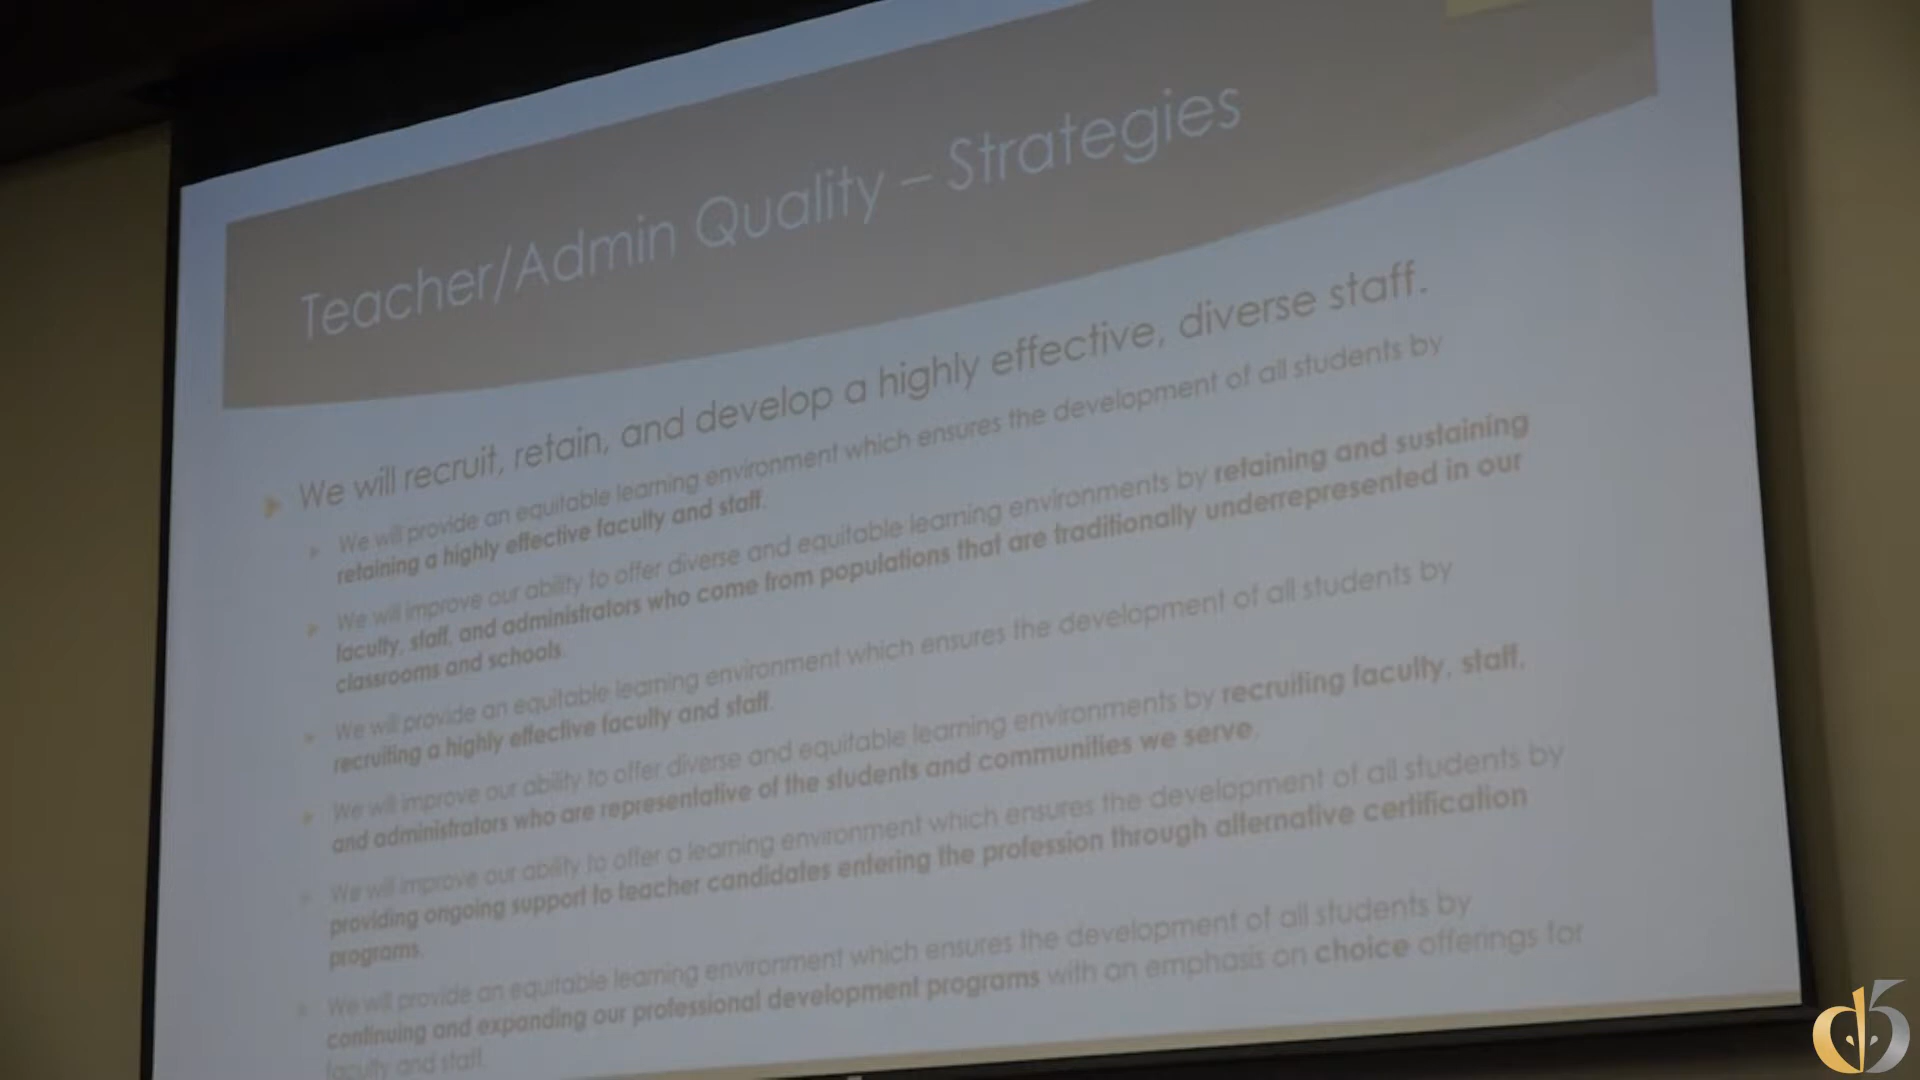 Teacher/Admin Quality – Strategies
We will recruit, retain, and develop a highly effective, diverse staff.
We will provide an equitable learning environment which ensures the development of all students by
retaining a highly effective faculty and staff.
We will improve our ability to offer diverse and equitable learning environments by retaining and sustaining
faculty, staff, and administrators who come from populations that are traditionally underrepresented in our
classrooms and schools.
We will provide an equitable learning environment which ensures the development of all students by
recruiting a highly effective faculty and staff.
We will improve our ability to offer diverse and equitable learning environments by recruiting faculty, staff,
and administrators who are representative of the students and communities we serve.
We will improve our ability to offer a learning environment which ensures the development of all students by
providing ongoing support to teacher candidates entering the profession through alternative certification
programs.
We will provide an equitable learning environment which ensures the development of all students by
continuing and expanding our professional development programs with an emphasis on choice offerings for
faculty and staff.
d5